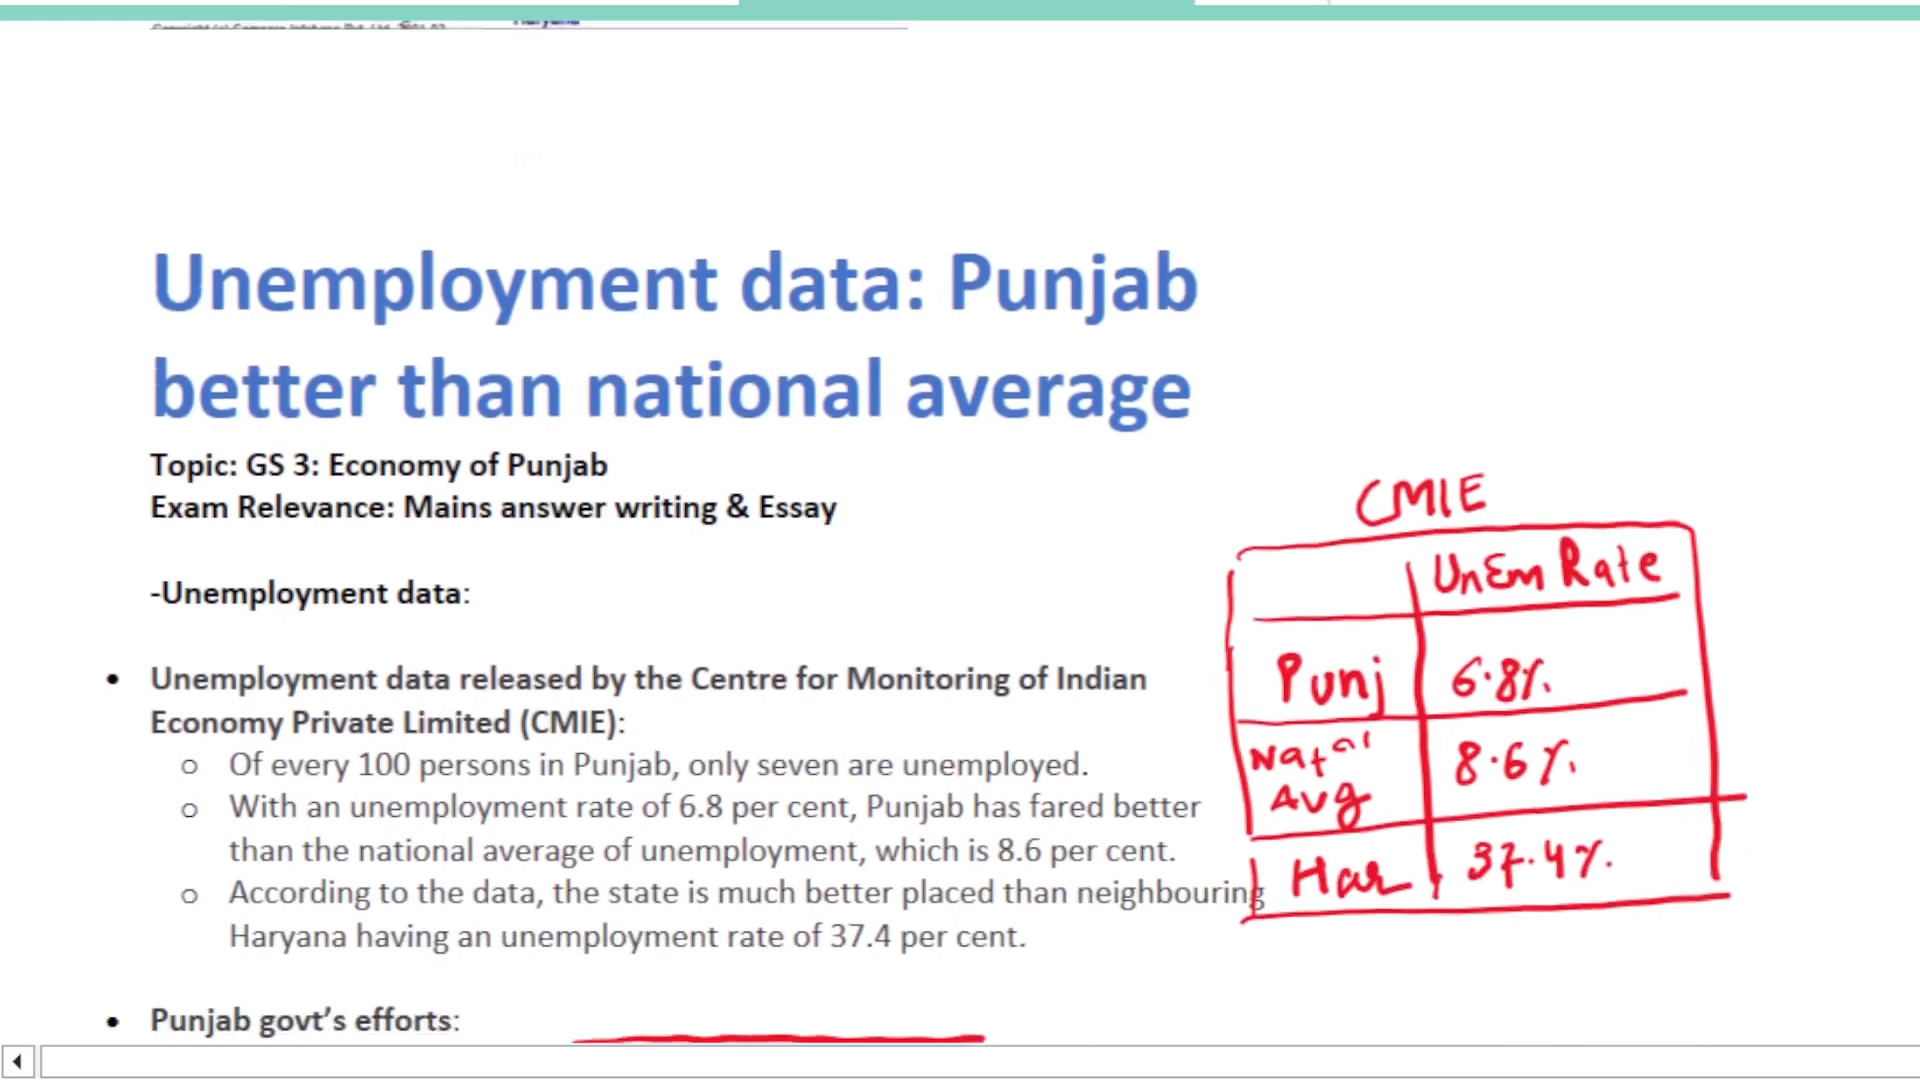 Haryana
Unemployment data: Punjab
better than national average
Topic: GS 3: Economy of Punjab
Exam Relevance: Mains answer writing & Essay
-Unemployment data:
• Unemployment data released by the Centre for Monitoring of Indian
Economy Private Limited (CMIE):
o Of every 100 persons in Punjab, only seven are unemployed.
o With an unemployment rate of 6.8 per cent, Punjab has fared better
than the national average of unemployment, which is 8.6 per cent.
o According to the data, the state is much better placed than neighbouring
Haryana having an unemployment rate of 37.4 per cent.
• Punjab govt’s efforts:
CMIE
UnEm Rate
Punj 6.8%
Natal 8.6%
Avg
Har 37.4%